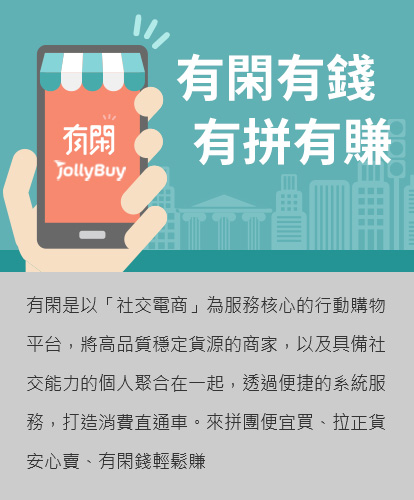 有閑有錢
有拼有賺
有閑
JollyBuy
有閑是以「社交電商」為服務核心的行動購物
平台，將高品質穩定貨源的商家，以及具備社
交能力的個人聚合在一起，透過便捷的系統服
務，打造消費直通車。來拼團便宜買、拉正貨
安心賣、有閑錢輕鬆賺